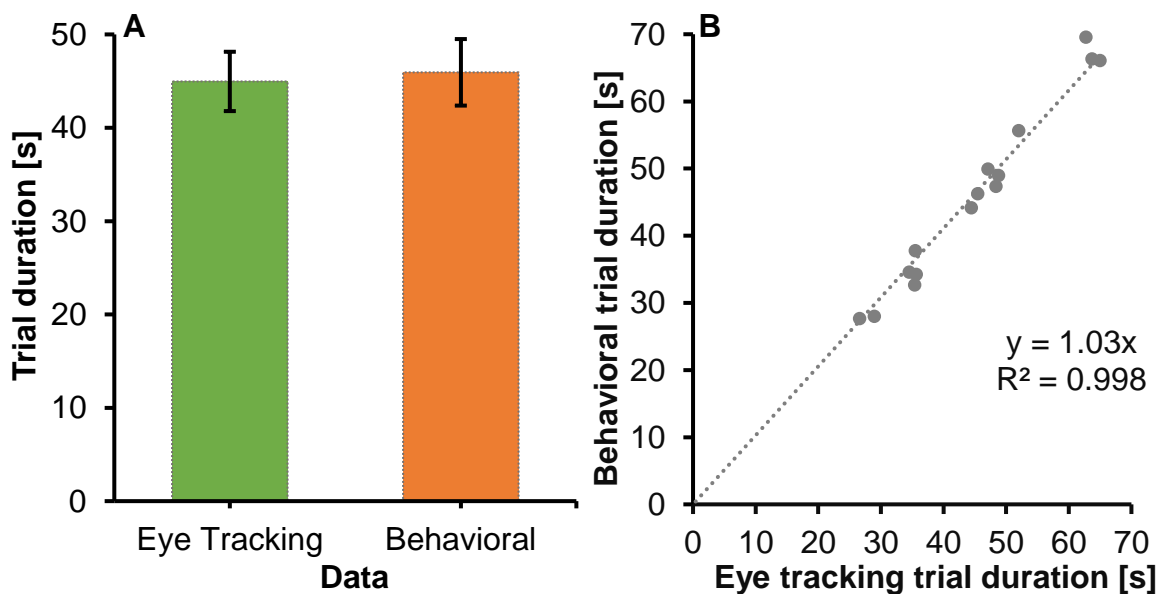 A
Trial duration [s]
50
40
30
20
10
0
Eye Tracking
Behavioral
Data
B
Behavioral trial duration [s]
70
60
50
40
30
20
10
0
y = 1.03x
R² = 0.998
0 10 20 30 40 50 60 70
Eye tracking trial duration [s]